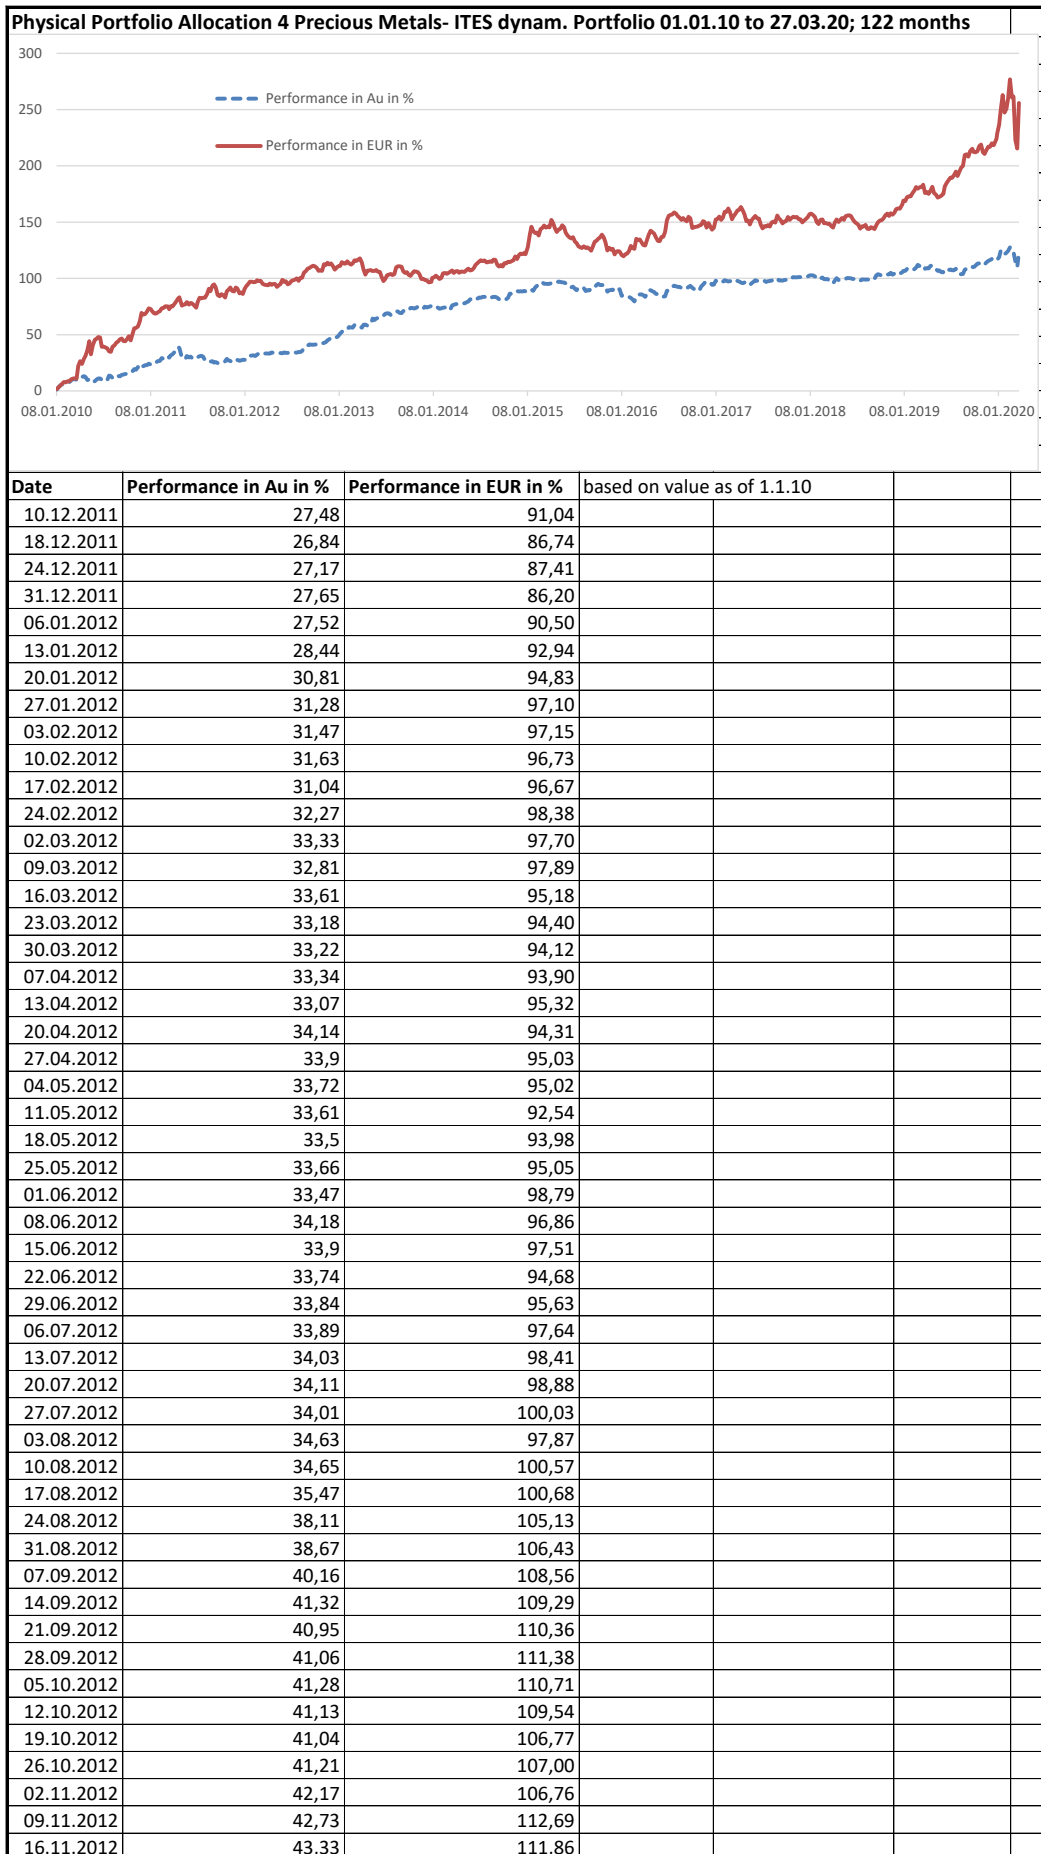 Physical Portfolio Allocation 4 Precious Metals- ITES dynam. Portfolio 01.01.10 to 27.03.20; 122 months
300
250
200
150
100
50
0
Performance in Au in %
Performance in EUR in %
08.01.2010 08.01.2011 08.01.2012 08.01.2013 08.01.2014 08.01.2015 08.01.2016 08.01.2017 08.01.2018 08.01.2019 08.01.2020
Date Performance in Au in % Performance in EUR in % based on value as of 1.1.10
10.12.2011 27,48 91,04
18.12.2011 26,84 86,74
24.12.2011 27,17 87,41
31.12.2011 27,65 86,20
06.01.2012 27,52 90,50
13.01.2012 28,44 92,94
20.01.2012 30,81 94,83
27.01.2012 31,28 97,10
03.02.2012 31,47 97,15
10.02.2012 31,63 96,73
17.02.2012 31,04 96,67
24.02.2012 32,27 98,38
02.03.2012 33,33 97,70
09.03.2012 32,81 97,89
16.03.2012 33,61 95,18
23.03.2012 33,18 94,40
30.03.2012 33,22 94,12
07.04.2012 33,34 93,90
13.04.2012 33,07 95,32
20.04.2012 34,14 94,31
27.04.2012 33,9 95,03
04.05.2012 33,72 95,02
11.05.2012 33,61 92,54
18.05.2012 33,5 93,98
25.05.2012 33,66 95,05
01.06.2012 33,47 98,79
08.06.2012 34,18 96,86
15.06.2012 33,9 97,51
22.06.2012 33,74 94,68
29.06.2012 33,84 95,63
06.07.2012 33,89 97,64
13.07.2012 34,03 98,41
20.07.2012 34,11 98,88
27.07.2012 34,01 100,03
03.08.2012 34,63 97,87
10.08.2012 34,65 100,57
17.08.2012 35,47 100,68
24.08.2012 38,11 105,13
31.08.2012 38,67 106,43
07.09.2012 40,16 108,56
14.09.2012 41,32 109,29
21.09.2012 40,95 110,36
28.09.2012 41,06 111,38
05.10.2012 41,28 110,71
12.10.2012 41,13 109,54
19.10.2012 41,04 106,77
26.10.2012 41,21 107,00
02.11.2012 42,17 106,76
09.11.2012 42,73 112,69
16.11.2012 43,33 111,86